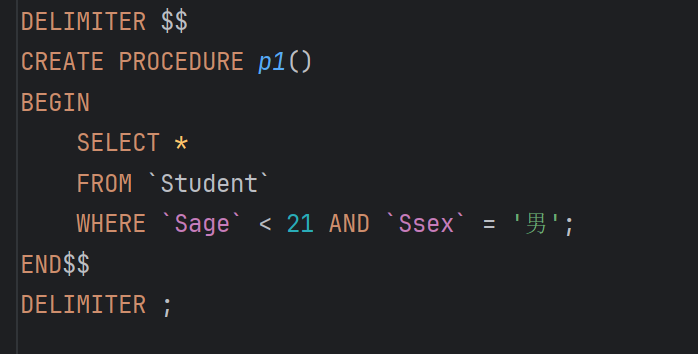 DELIMITER $$
CREATE PROCEDURE p1()
BEGIN
    SELECT *
    FROM `Student`
    WHERE `Sage` < 21 AND `Ssex` = '男';
END$$
DELIMITER ;